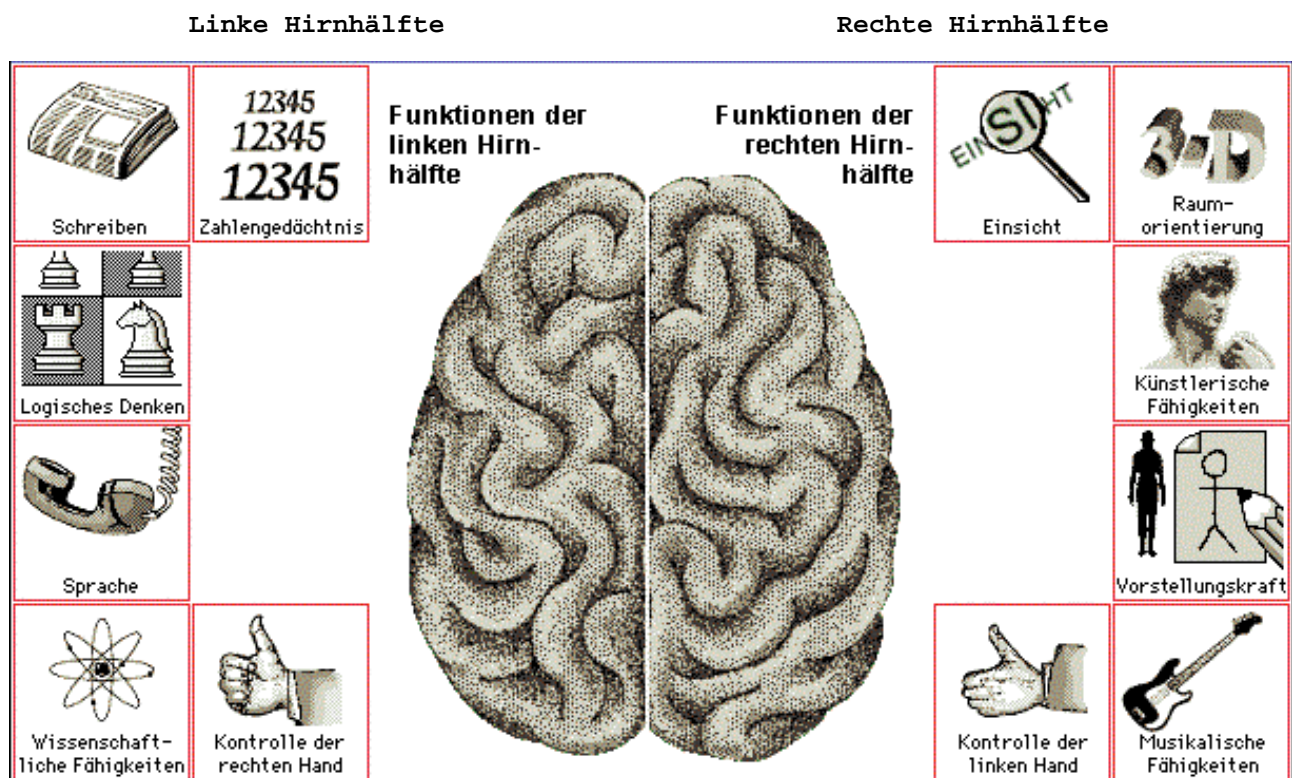 Linke Hirnhälfte
Rechte Hirnhälfte
12345
12345
12345
Schreiben
Zahlengedächtnis
Funktionen der
linken Hirn-
hälfte
Funktionen der
rechten Hirn-
hälfte
EINSICHT
Einsicht
3-D
Raum-
orientierung
Logisches Denken
Künstlerische
Fähigkeiten
Sprache
Vorstellungskraft
Wissenschaft-
liche Fähigkeiten
Kontrolle der
rechten Hand
Kontrolle der
linken Hand
Musikalische
Fähigkeiten